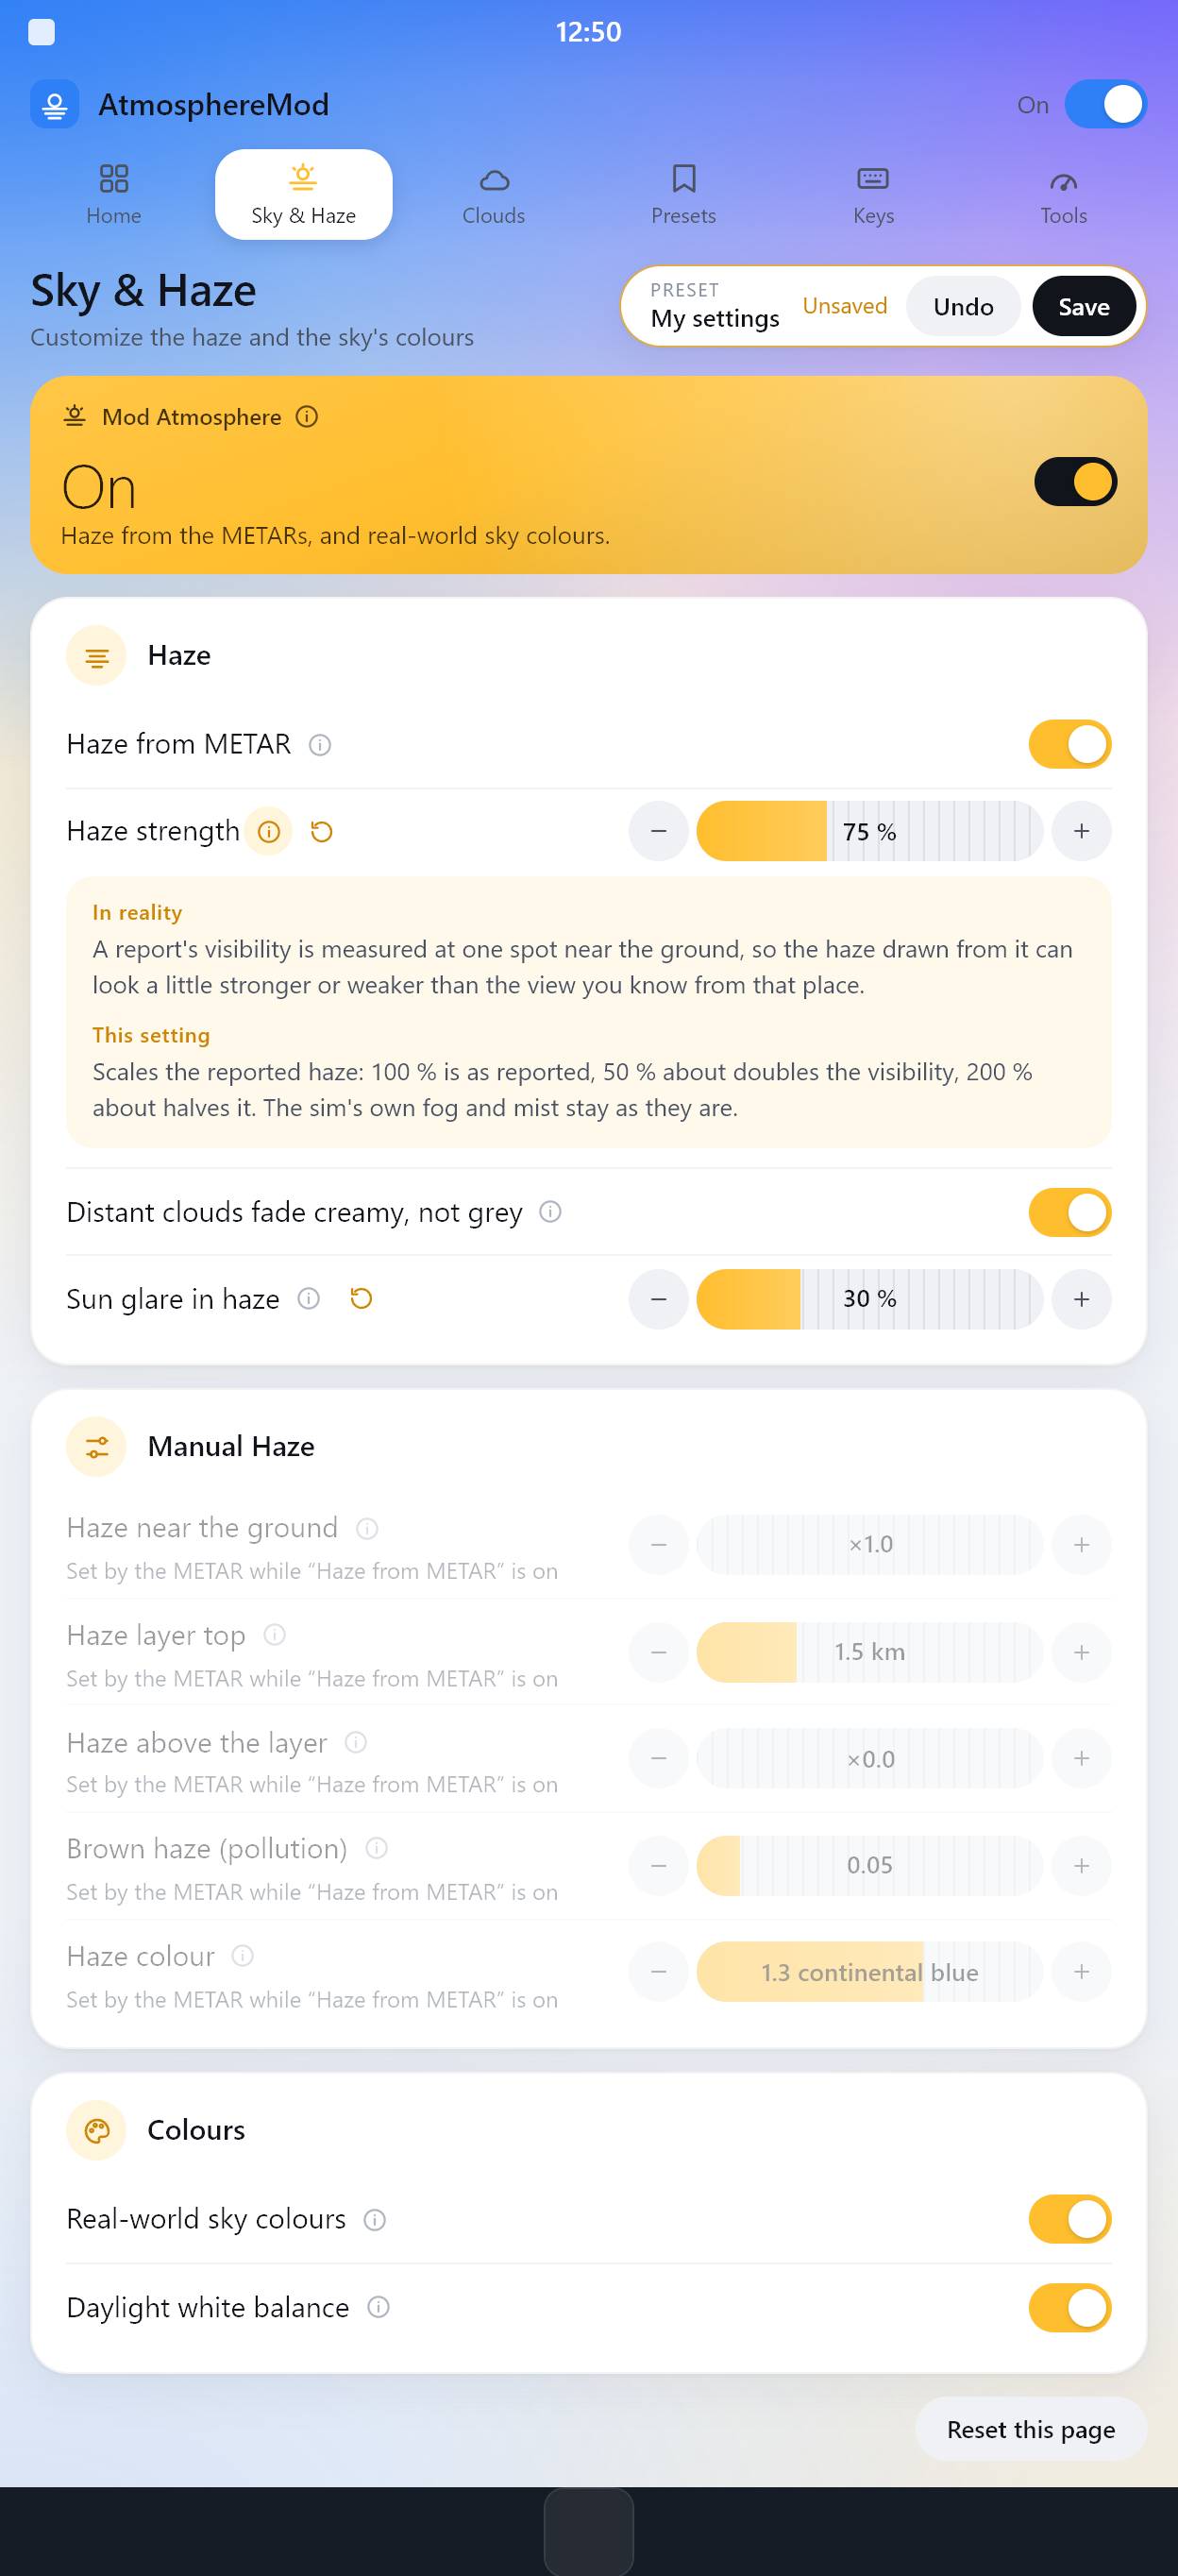 12:50
AtmosphereMod
On
Home
Sky & Haze
Clouds
Presets
Keys
Tools
Sky & Haze
Customize the haze and the sky's colours
PRESET
My settings
Unsaved
Undo
Save
Mod Atmosphere
On
Haze from the METARs, and real-world sky colours.
Haze
Haze from METAR
Haze strength
− 75 % +
In reality
A report's visibility is measured at one spot near the ground, so the haze drawn from it can
look a little stronger or weaker than the view you know from that place.
This setting
Scales the reported haze: 100 % is as reported, 50 % about doubles the visibility, 200 %
about halves it. The sim's own fog and mist stay as they are.
Distant clouds fade creamy, not grey
Sun glare in haze
− 30 % +
Manual Haze
Haze near the ground
Set by the METAR while “Haze from METAR” is on
− ×1.0 +
Haze layer top
Set by the METAR while “Haze from METAR” is on
− 1.5 km +
Haze above the layer
Set by the METAR while “Haze from METAR” is on
− ×0.0 +
Brown haze (pollution)
Set by the METAR while “Haze from METAR” is on
− 0.05 +
Haze colour
Set by the METAR while “Haze from METAR” is on
− 1.3 continental blue +
Colours
Real-world sky colours
Daylight white balance
Reset this page